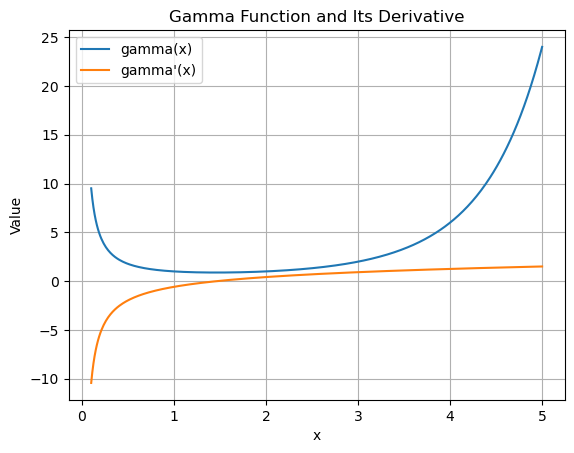 Gamma Function and Its Derivative
gamma(x)
gamma'(x)
Value
25
20
15
10
5
0
−5
−10
0 1 2 3 4 5
x